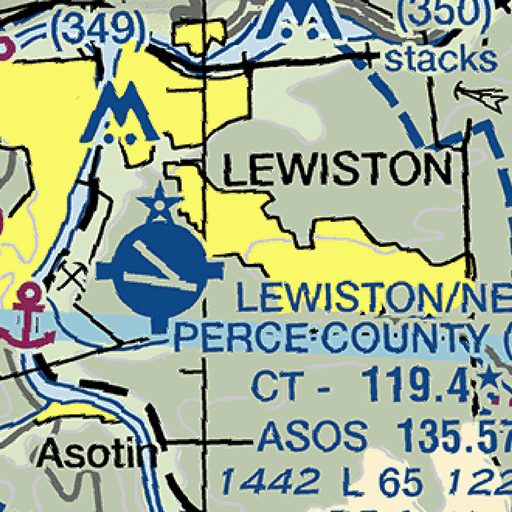 (349)
(350)
stacks
LEWISTON
LEWISTON/NE
PERCE COUNTY (
CT - 119.4
ASOS 135.57
Asotin
1442 L 65 122